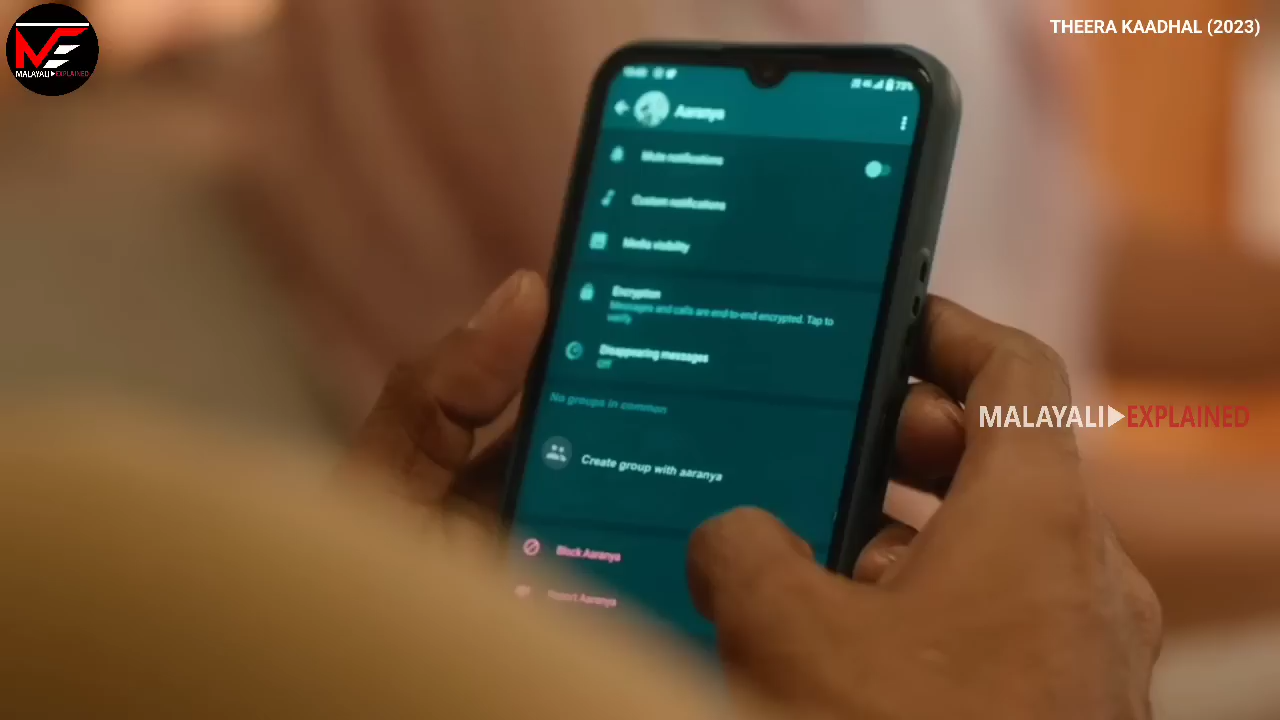 MALAYALI EXPLAINED
THEERA KAADHAL (2023)
73%
Aaranya
Mute notifications
Custom notifications
Media visibility
Encryption
Messages and calls are end-to-end encrypted. Tap to
verify.
Disappearing messages
Off
No groups in common
Create group with aaranya
MALAYALI EXPLAINED
Block Aaranya
Report Aaranya